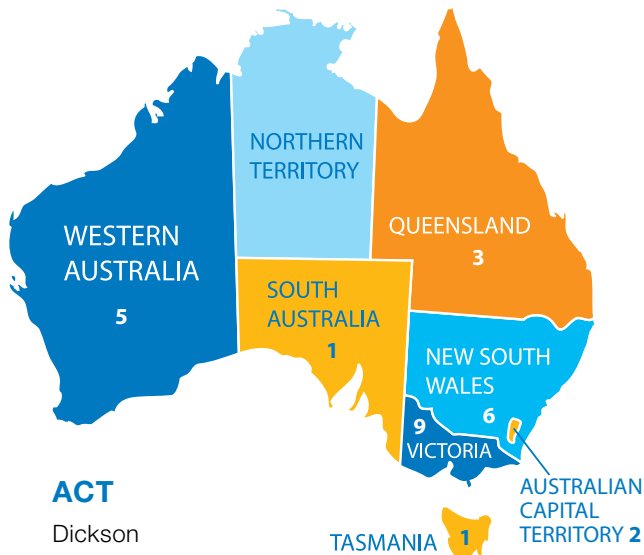 NORTHERN
TERRITORY
QUEENSLAND
3
WESTERN
AUSTRALIA
5
SOUTH
AUSTRALIA
1
NEW SOUTH
WALES
6
9
VICTORIA
AUSTRALIAN
CAPITAL
TERRITORY 2
TASMANIA 1
ACT
Dickson